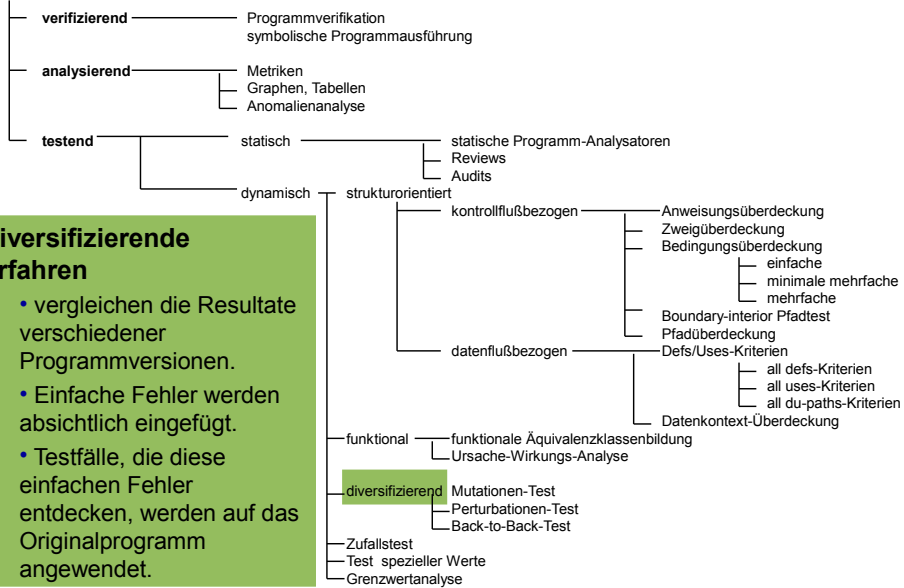 verifizierend Programmverifikation
symbolische Programmausführung
analysierend Metriken
Graphen, Tabellen
Anomalienanalyse
testend statisch statische Programm-Analysatoren
Reviews
Audits
dynamisch strukturorientiert
kontrollflußbezogen Anweisungsüberdeckung
Zweigüberdeckung
Bedingungsüberdeckung
einfache
minimale mehrfache
mehrfache
Boundary-interior Pfadtest
Pfadüberdeckung
datenflußbezogen Defs/Uses-Kriterien
all defs-Kriterien
all uses-Kriterien
all du-paths-Kriterien
Datenkontext-Überdeckung
funktional funktionale Äquivalenzklassenbildung
Ursache-Wirkungs-Analyse
diversifizierend Mutationen-Test
Perturbationen-Test
Back-to-Back-Test
Zufallstest
Test spezieller Werte
Grenzwertanalyse
iversifizierende
rfahren
• vergleichen die Resultate
verschiedener
Programmversionen.
• Einfache Fehler werden
absichtlich eingefügt.
• Testfälle, die diese
einfachen Fehler
entdecken, werden auf das
Originalprogramm
angewendet.